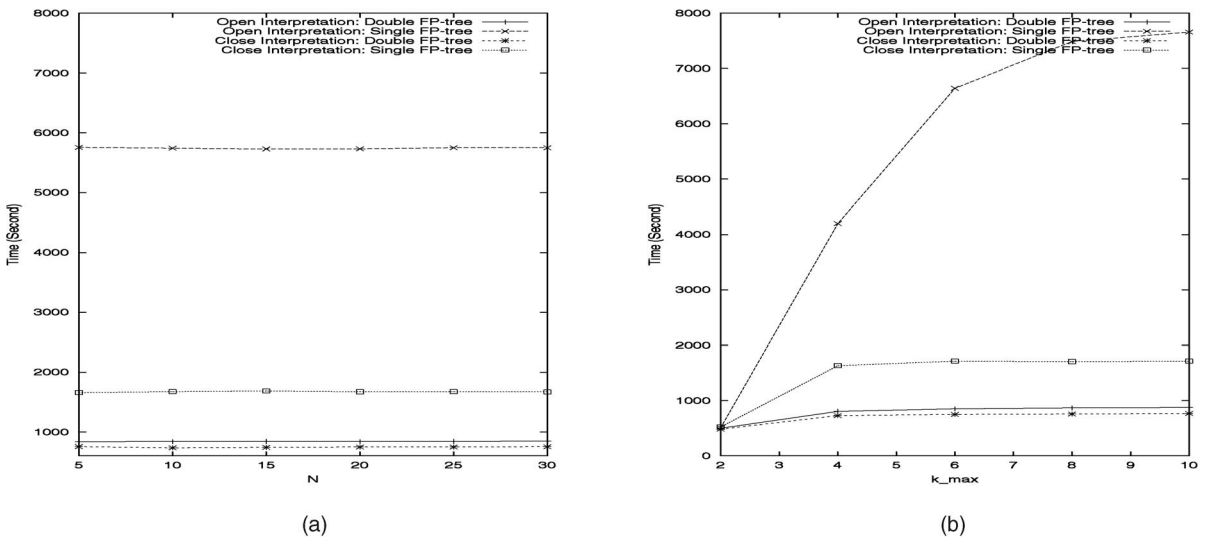 8000
7000
6000
5000
4000
3000
2000
1000
Time (Second)
Open Interpretation: Double FP-tree
Open Interpretation: Single FP-tree
Close Interpretation: Double FP-tree
Close Interpretation: Single FP-tree
5 10 15 20 25 30
N
(a)
8000
7000
6000
5000
4000
3000
2000
1000
0
Time (Second)
Open Interpretation: Double FP-tree
Open Interpretation: Single FP-tree
Close Interpretation: Double FP-tree
Close Interpretation: Single FP-tree
2 3 4 5 6 7 8 9 10
k_max
(b)